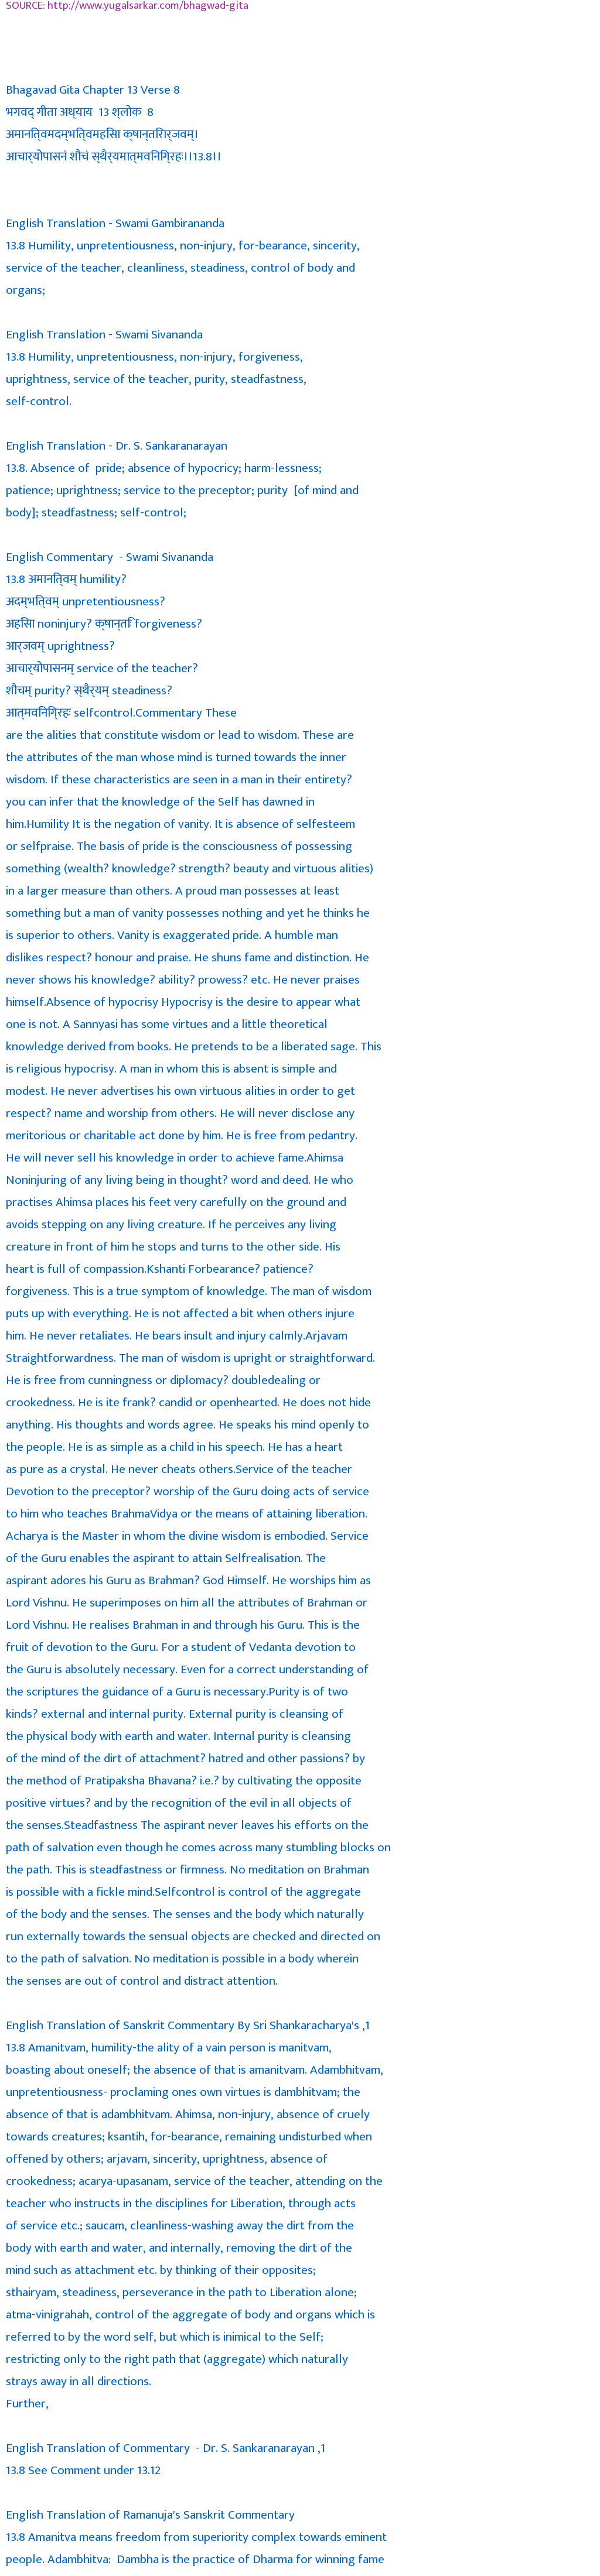 SOURCE: http://www.yugalsarkar.com/bhagwad-gita
Bhagavad Gita Chapter 13 Verse 8
भगवद् गीता अध्याय 13 श्लोक 8
अमानित्वमदम्भित्वमहिंसा क्षान्तिरार्जवम्।
आचार्योपासनं शौचं स्थैर्यमात्मविनिग्रहः।।13.8।।
English Translation - Swami Gambirananda
13.8 Humility, unpretentiousness, non-injury, for-bearance, sincerity,
service of the teacher, cleanliness, steadiness, control of body and
organs;
English Translation - Swami Sivananda
13.8 Humility, unpretentiousness, non-injury, forgiveness,
uprightness, service of the teacher, purity, steadfastness,
self-control.
English Translation - Dr. S. Sankaranarayan
13.8. Absence of pride; absence of hypocricy; harm-lessness;
patience; uprightness; service to the preceptor; purity [of mind and
body]; steadfastness; self-control;
English Commentary - Swami Sivananda
13.8 अमानित्वम् humility?
अदम्भित्वम् unpretentiousness?
अहिंसा noninjury? क्षान्तिः forgiveness?
आर्जवम् uprightness?
आचार्योपासनम् service of the teacher?
शौचम् purity? स्थैर्यम् steadiness?
आत्मविनिग्रहः selfcontrol.Commentary These
are the alities that constitute wisdom or lead to wisdom. These are
the attributes of the man whose mind is turned towards the inner
wisdom. If these characteristics are seen in a man in their entirety?
you can infer that the knowledge of the Self has dawned in
him.Humility It is the negation of vanity. It is absence of selfesteem
or selfpraise. The basis of pride is the consciousness of possessing
something (wealth? knowledge? strength? beauty and virtuous alities)
in a larger measure than others. A proud man possesses at least
something but a man of vanity possesses nothing and yet he thinks he
is superior to others. Vanity is exaggerated pride. A humble man
dislikes respect? honour and praise. He shuns fame and distinction. He
never shows his knowledge? ability? prowess? etc. He never praises
himself.Absence of hypocrisy Hypocrisy is the desire to appear what
one is not. A Sannyasi has some virtues and a little theoretical
knowledge derived from books. He pretends to be a liberated sage. This
is religious hypocrisy. A man in whom this is absent is simple and
modest. He never advertises his own virtuous alities in order to get
respect? name and worship from others. He will never disclose any
meritorious or charitable act done by him. He is free from pedantry.
He will never sell his knowledge in order to achieve fame.Ahimsa
Noninjuring of any living being in thought? word and deed. He who
practises Ahimsa places his feet very carefully on the ground and
avoids stepping on any living creature. If he perceives any living
creature in front of him he stops and turns to the other side. His
heart is full of compassion.Kshanti Forbearance? patience?
forgiveness. This is a true symptom of knowledge. The man of wisdom
puts up with everything. He is not affected a bit when others injure
him. He never retaliates. He bears insult and injury calmly.Arjavam
Straightforwardness. The man of wisdom is upright or straightforward.
He is free from cunningness or diplomacy? doubledealing or
crookedness. He is ite frank? candid or openhearted. He does not hide
anything. His thoughts and words agree. He speaks his mind openly to
the people. He is as simple as a child in his speech. He has a heart
as pure as a crystal. He never cheats others.Service of the teacher
Devotion to the preceptor? worship of the Guru doing acts of service
to him who teaches BrahmaVidya or the means of attaining liberation.
Acharya is the Master in whom the divine wisdom is embodied. Service
of the Guru enables the aspirant to attain Selfrealisation. The
aspirant adores his Guru as Brahman? God Himself. He worships him as
Lord Vishnu. He superimposes on him all the attributes of Brahman or
Lord Vishnu. He realises Brahman in and through his Guru. This is the
fruit of devotion to the Guru. For a student of Vedanta devotion to
the Guru is absolutely necessary. Even for a correct understanding of
the scriptures the guidance of a Guru is necessary.Purity is of two
kinds? external and internal purity. External purity is cleansing of
the physical body with earth and water. Internal purity is cleansing
of the mind of the dirt of attachment? hatred and other passions? by
the method of Pratipaksha Bhavana? i.e.? by cultivating the opposite
positive virtues? and by the recognition of the evil in all objects of
the senses.Steadfastness The aspirant never leaves his efforts on the
path of salvation even though he comes across many stumbling blocks on
the path. This is steadfastness or firmness. No meditation on Brahman
is possible with a fickle mind.Selfcontrol is control of the aggregate
of the body and the senses. The senses and the body which naturally
run externally towards the sensual objects are checked and directed on
to the path of salvation. No meditation is possible in a body wherein
the senses are out of control and distract attention.
English Translation of Sanskrit Commentary By Sri Shankaracharya's ,1
13.8 Amanitvam, humility-the ality of a vain person is manitvam,
boasting about oneself; the absence of that is amanitvam. Adambhitvam,
unpretentiousness- proclaming ones own virtues is dambhitvam; the
absence of that is adambhitvam. Ahimsa, non-injury, absence of cruely
towards creatures; ksantih, for-bearance, remaining undisturbed when
offened by others; arjavam, sincerity, uprightness, absence of
crookedness; acarya-upasanam, service of the teacher, attending on the
teacher who instructs in the disciplines for Liberation, through acts
of service etc.; saucam, cleanliness-washing away the dirt from the
body with earth and water, and internally, removing the dirt of the
mind such as attachment etc. by thinking of their opposites;
sthairyam, steadiness, perseverance in the path to Liberation alone;
atma-vinigrahah, control of the aggregate of body and organs which is
referred to by the word self, but which is inimical to the Self;
restricting only to the right path that (aggregate) which naturally
strays away in all directions.
Further,
English Translation of Commentary - Dr. S. Sankaranarayan ,1
13.8 See Comment under 13.12
English Translation of Ramanuja's Sanskrit Commentary
13.8 Amanitva means freedom from superiority complex towards eminent
people. Adambhitva: Dambha is the practice of Dharma for winning fame